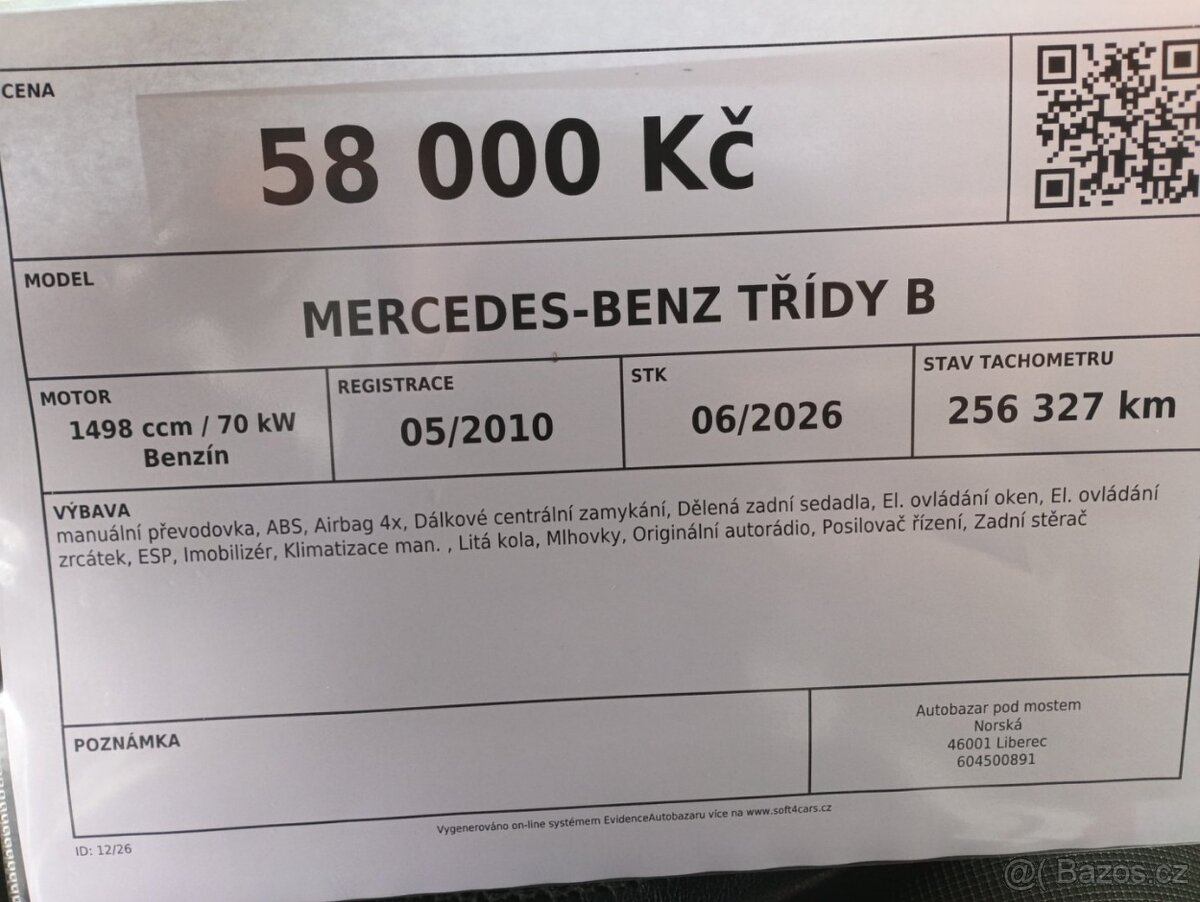 CENA
58 000 Kč
MODEL
MERCEDES-BENZ TŘÍDY B
MOTOR
1498 ccm / 70 kW
Benzín
REGISTRACE
05/2010
STK
06/2026
STAV TACHOMETRU
256 327 km
VÝBAVA
manuální převodovka, ABS, Airbag 4x, Dálkové centrální zamykání, Dělená zadní sedadla, El. ovládání oken, El. ovládání
zrcátek, ESP, Imobilizér, Klimatizace man. , Litá kola, Mlhovky, Originální autorádio, Posilovač řízení, Zadní stěrač
POZNÁMKA
Autobazar pod mostem
Norská
46001 Liberec
604500891
Vygenerováno on-line systémem EvidenceAutobazaru více na www.soft4cars.cz
ID: 12/26
@( Bazos.cz